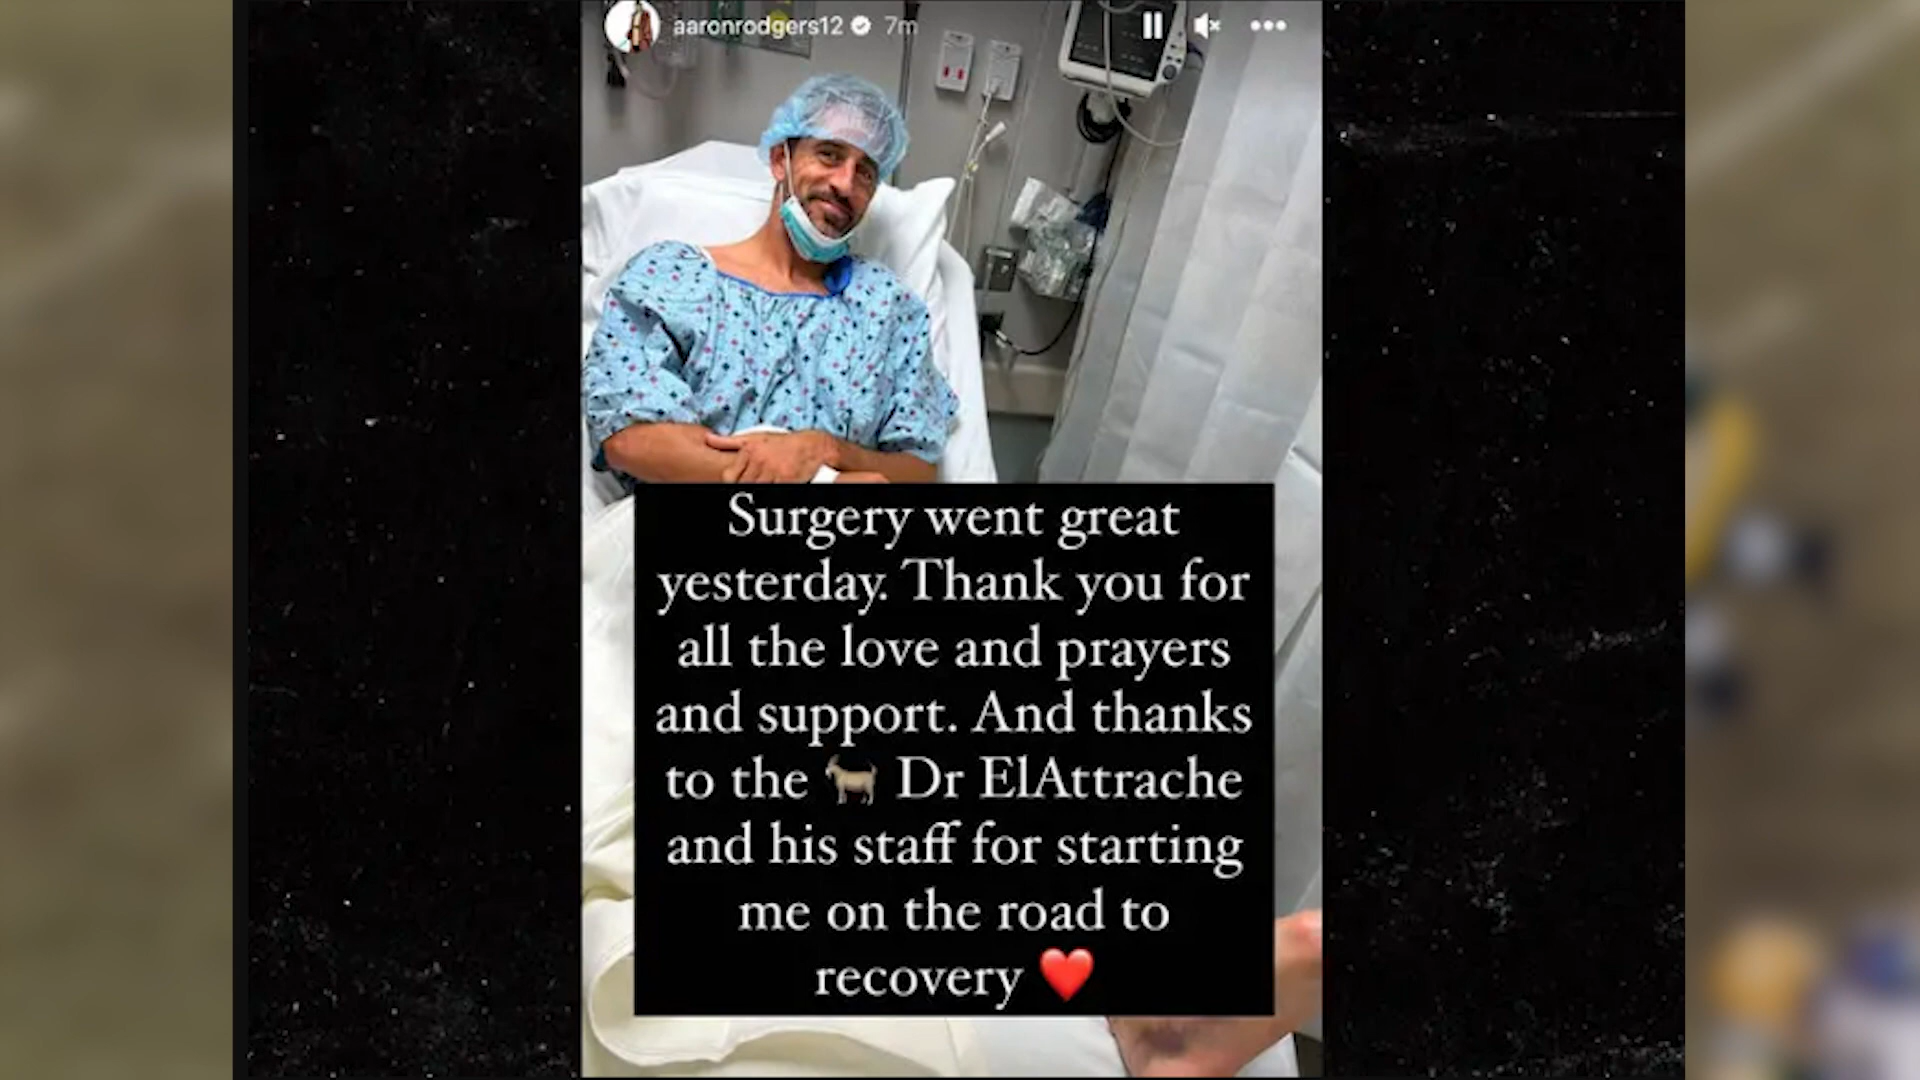 aaronrodgers12 7m
Surgery went great
yesterday. Thank you for
all the love and prayers
and support. And thanks
to the 🐐 Dr ElAttrache
and his staff for starting
me on the road to
recovery ❤️